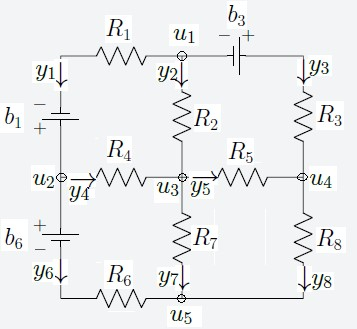 b₃
R₁ u₁ − +
y₁ y₂ y₃
− b₁ + R₂ R₃
R₄ R₅
u₂ y₄ u₃ y₅ u₄
b₆ + − R₇ R₈
y₆ R₆ y₇ y₈
u₅